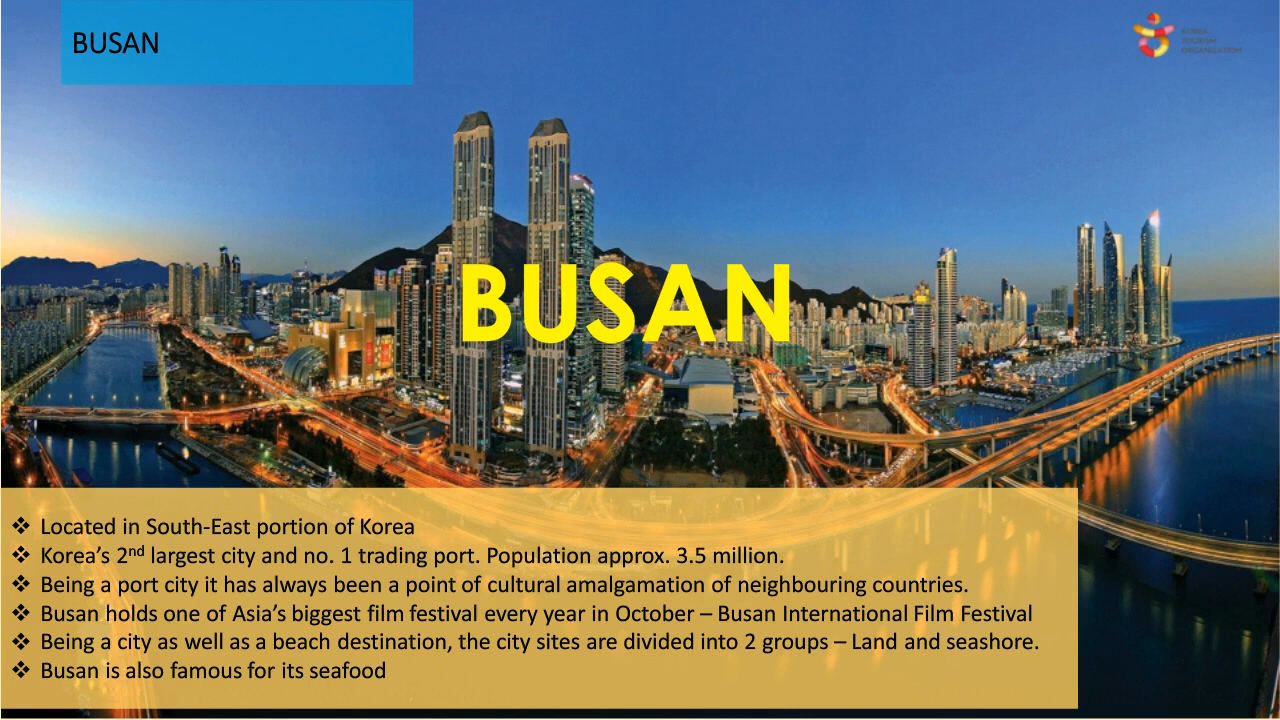 BUSAN
KOREA
TOURISM
ORGANIZATION
BUSAN
❖ Located in South-East portion of Korea
❖ Korea’s 2nd largest city and no. 1 trading port. Population approx. 3.5 million.
❖ Being a port city it has always been a point of cultural amalgamation of neighbouring countries.
❖ Busan holds one of Asia’s biggest film festival every year in October – Busan International Film Festival
❖ Being a city as well as a beach destination, the city sites are divided into 2 groups – Land and seashore.
❖ Busan is also famous for its seafood